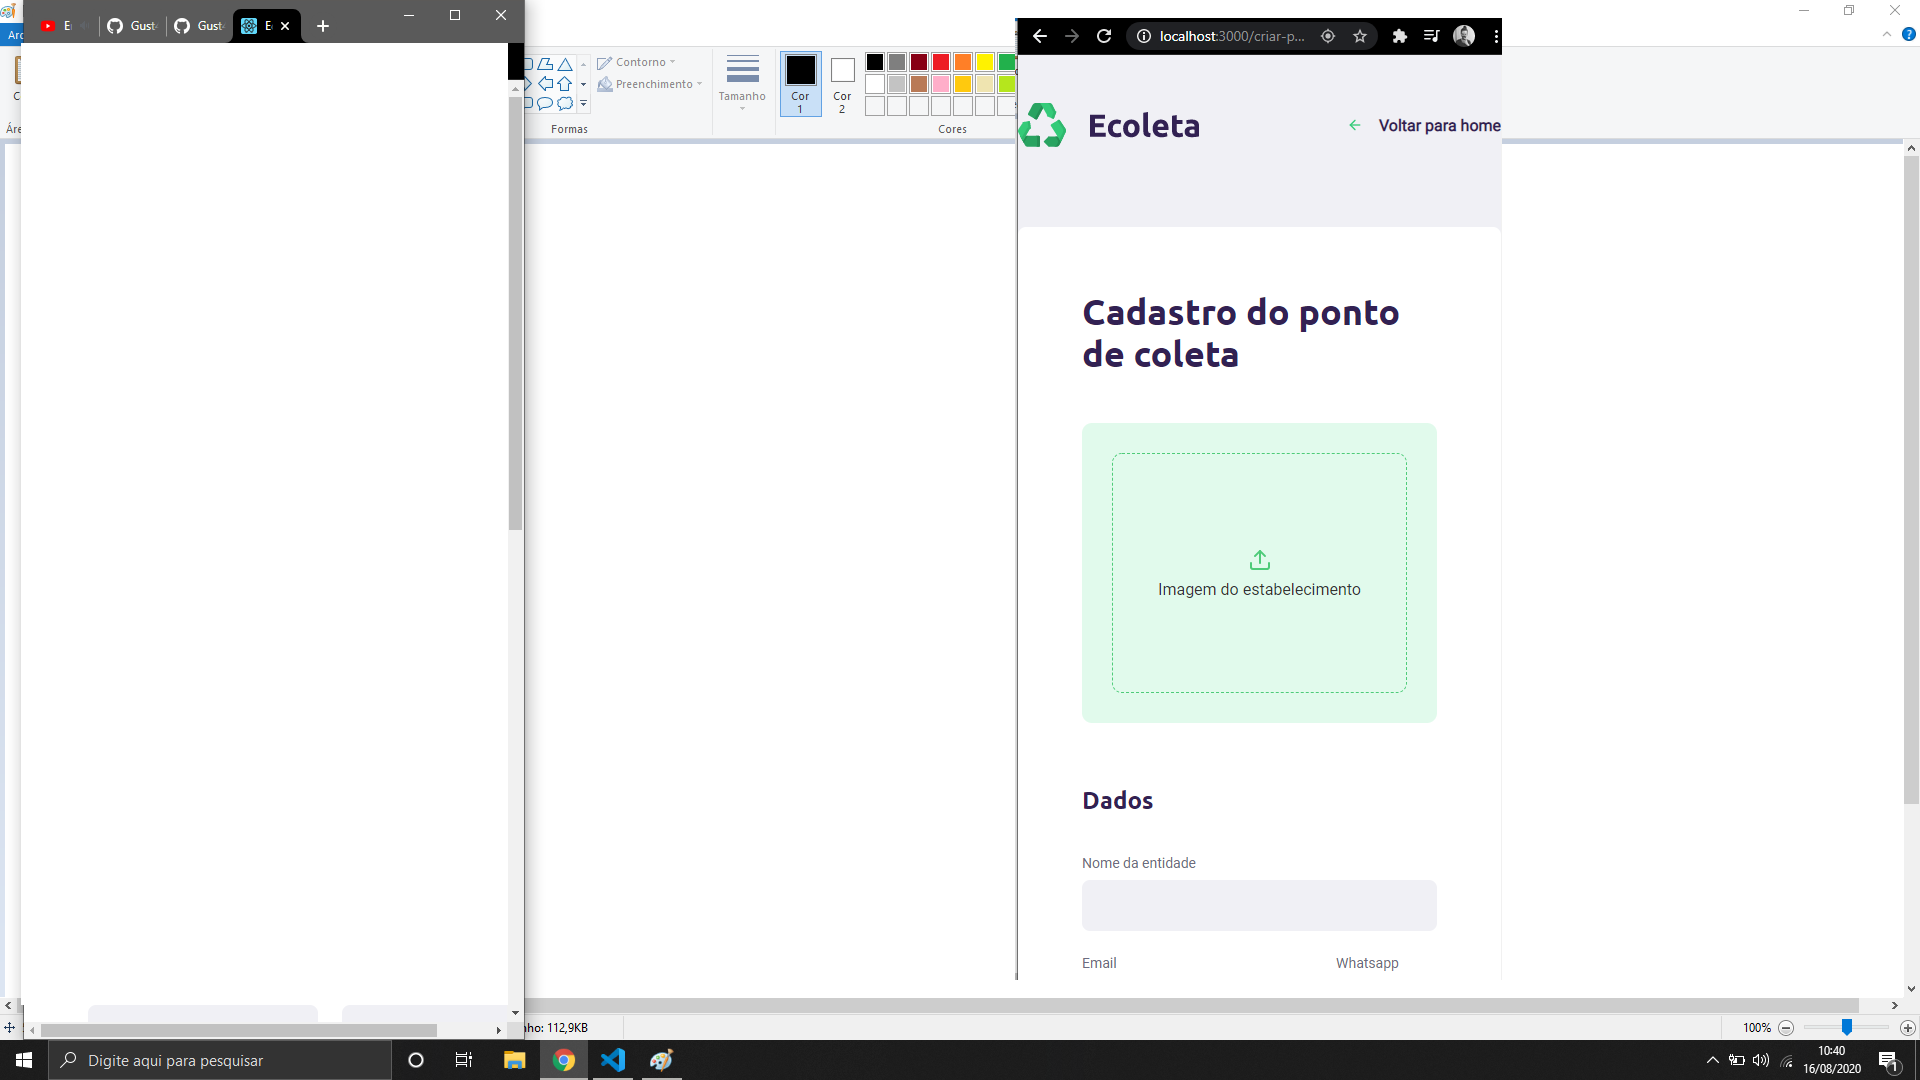 Gust
Gust
E
localhost:3000/criar-p...
Contorno
Preenchimento
Tamanho
Cor
1
Cor
2
Formas
Cores
Ecoleta
Voltar para home
Cadastro do ponto
de coleta
Imagem do estabelecimento
Dados
Nome da entidade
Email
Whatsapp
nho: 112,9KB
100%
Digite aqui para pesquisar
10:40
16/08/2020
1